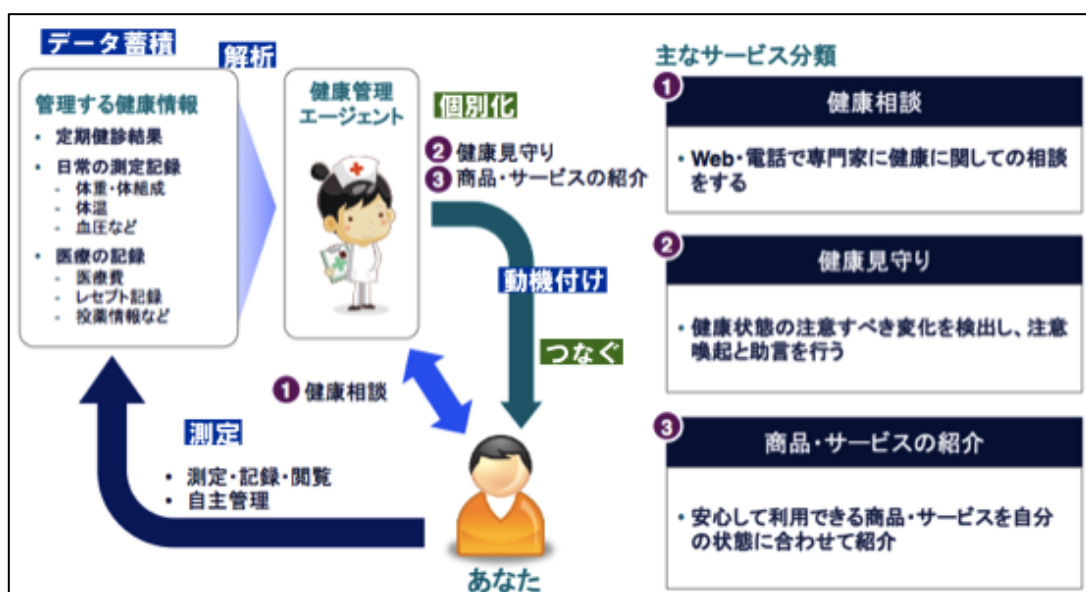 データ蓄積
解析
管理する健康情報
• 定期健診結果
• 日常の測定記録
- 体重・体組成
- 体温
- 血圧など
• 医療の記録
- 医療費
- レセプト記録
- 投薬情報など
健康管理
エージェント
個別化
2 健康見守り
3 商品・サービスの紹介
動機付け
つなぐ
1 健康相談
測定
• 測定・記録・閲覧
• 自主管理
あなた
主なサービス分類
1
健康相談
• Web・電話で専門家に健康に関しての相談
をする
2
健康見守り
• 健康状態の注意すべき変化を検出し、注意
喚起と助言を行う
3
商品・サービスの紹介
• 安心して利用できる商品・サービスを自分
の状態に合わせて紹介